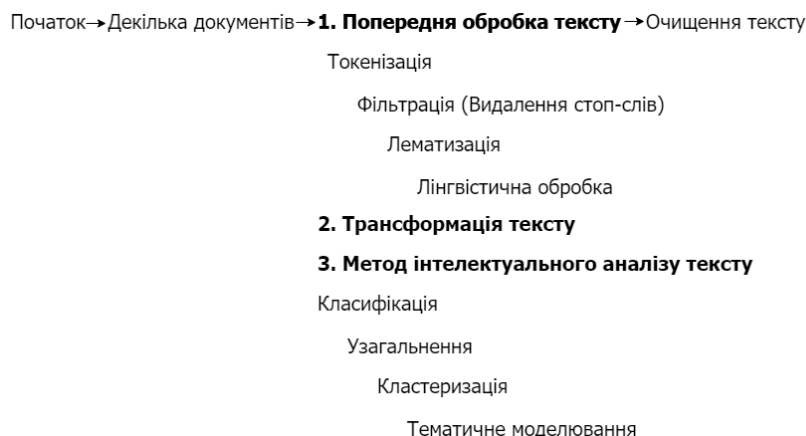 Початок→Декілька документів→1. Попередня обробка тексту→Очищення тексту
Токенізація
Фільтрація (Видалення стоп-слів)
Лематизація
Лінгвістична обробка
2. Трансформація тексту
3. Метод інтелектуального аналізу тексту
Класифікація
Узагальнення
Кластеризація
Тематичне моделювання